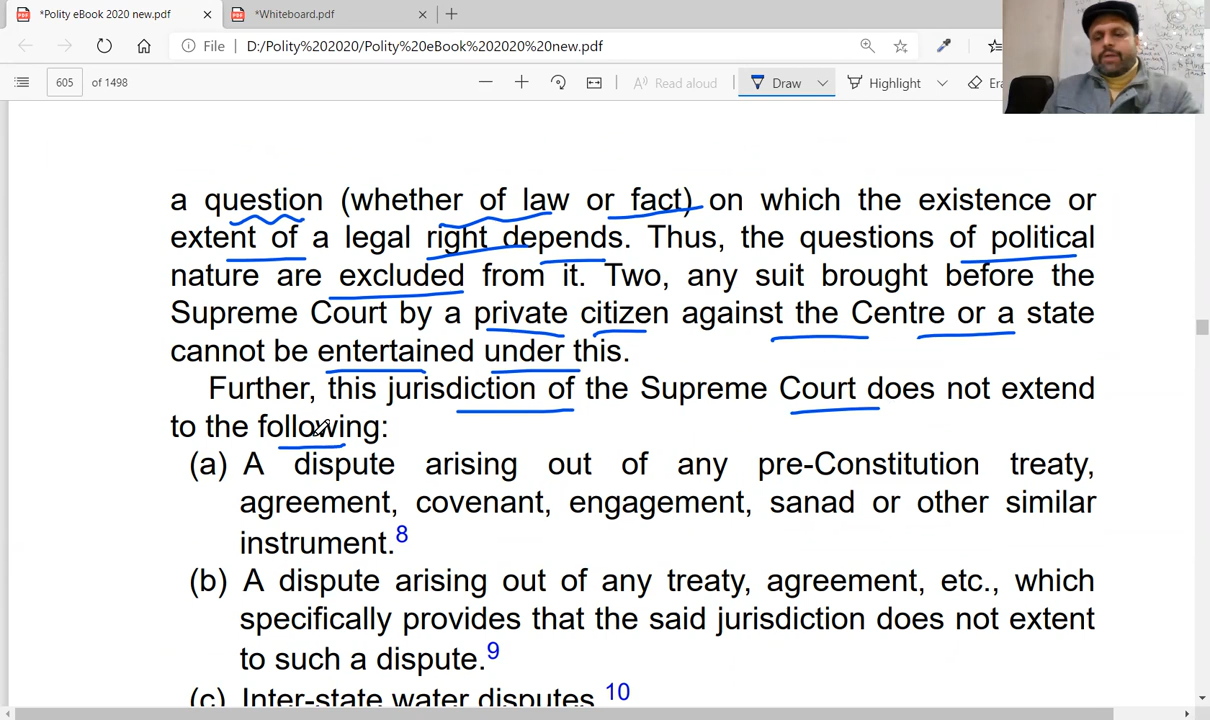 *Polity eBook 2020 new.pdf
*Whiteboard.pdf
File D:/Polity%202020/Polity%20eBook%202020%20new.pdf
605 of 1498
Read aloud
Draw
Highlight
Era
a question (whether of law or fact) on which the existence or
extent of a legal right depends. Thus, the questions of political
nature are excluded from it. Two, any suit brought before the
Supreme Court by a private citizen against the Centre or a state
cannot be entertained under this.
Further, this jurisdiction of the Supreme Court does not extend
to the following:
(a) A dispute arising out of any pre-Constitution treaty,
agreement, covenant, engagement, sanad or other similar
instrument.8
(b) A dispute arising out of any treaty, agreement, etc., which
specifically provides that the said jurisdiction does not extent
to such a dispute.9
(c) Inter-state water disputes.10